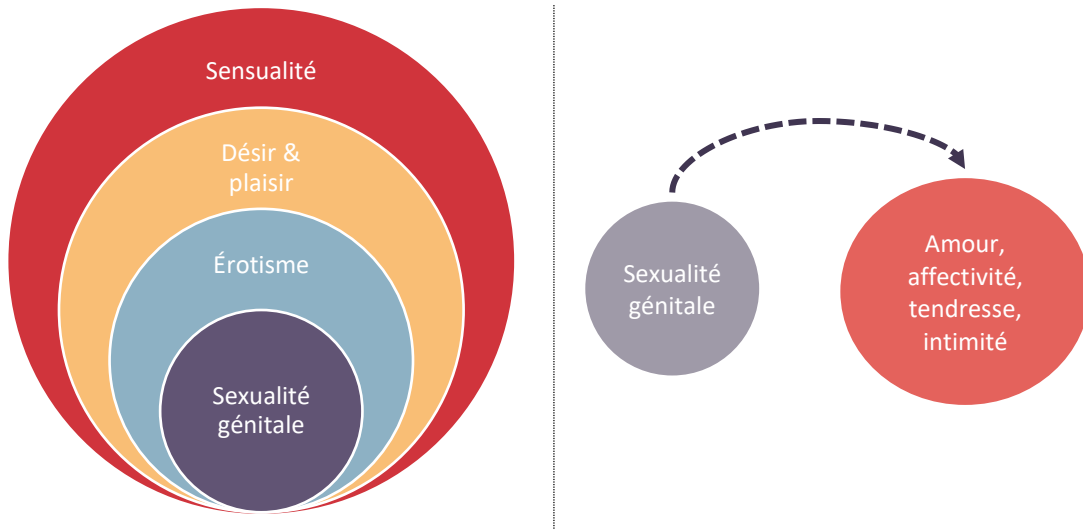 Sensualité
Désir &
plaisir
Érotisme
Sexualité
génitale
Sexualité
génitale
Amour,
affectivité,
tendresse,
intimité